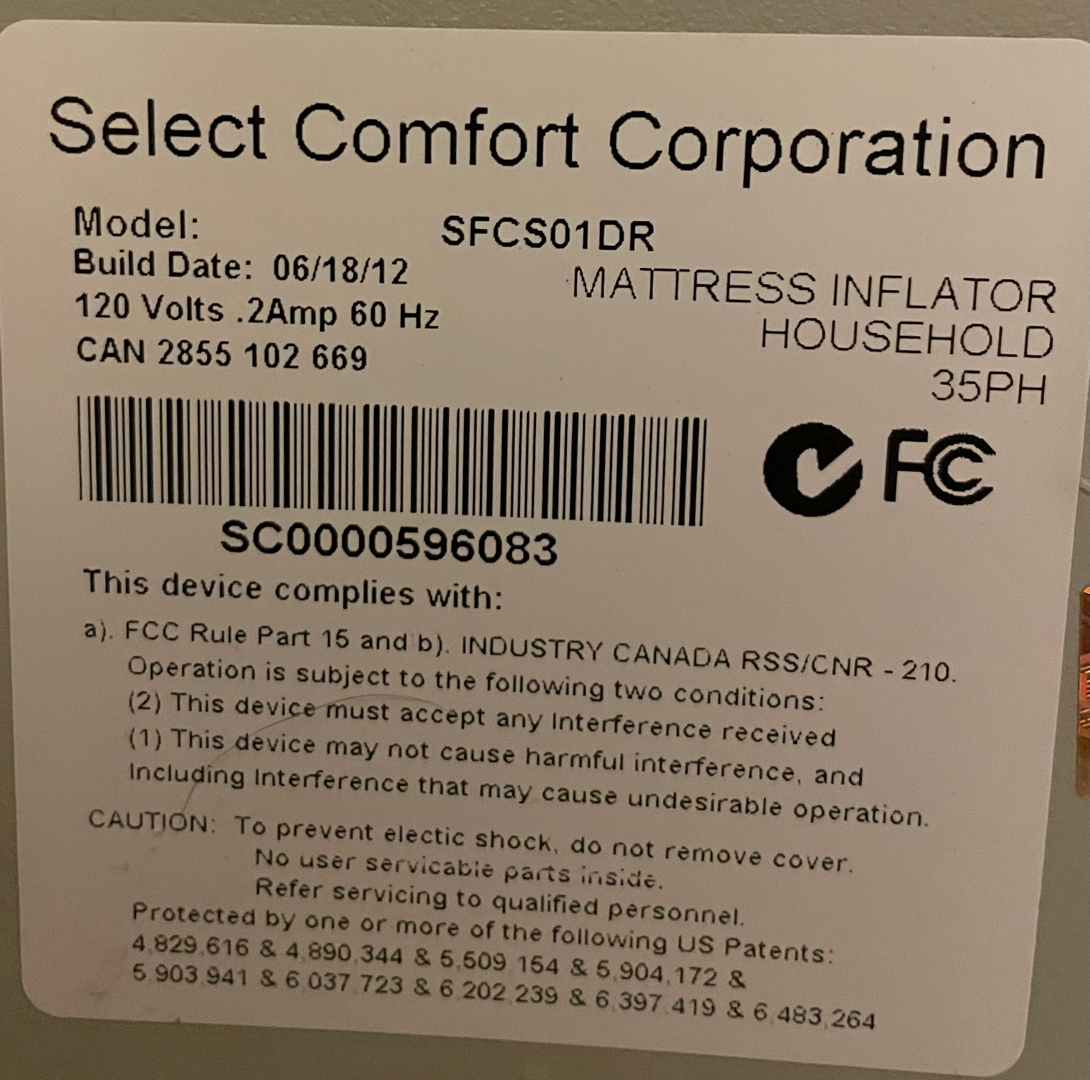 Select Comfort Corporation
Model: SFCS01DR
Build Date: 06/18/12
MATTRESS INFLATOR
120 Volts .2Amp 60 Hz
HOUSEHOLD
CAN 2855 102 669
35PH
FC
SC0000596083
This device complies with:
a). FCC Rule Part 15 and b). INDUSTRY CANADA RSS/CNR - 210.
Operation is subject to the following two conditions:
(2) This device must accept any Interference received
(1) This device may not cause harmful interference, and
Including Interference that may cause undesirable operation.
CAUTION: To prevent electic shock, do not remove cover.
No user servicable parts inside.
Refer servicing to qualified personnel.
Protected by one or more of the following US Patents:
4,829,616 & 4,890,344 & 5,509,154 & 5,904,172 &
5,903,941 & 6,037,723 & 6,202,239 & 6,397,419 & 6,483,264